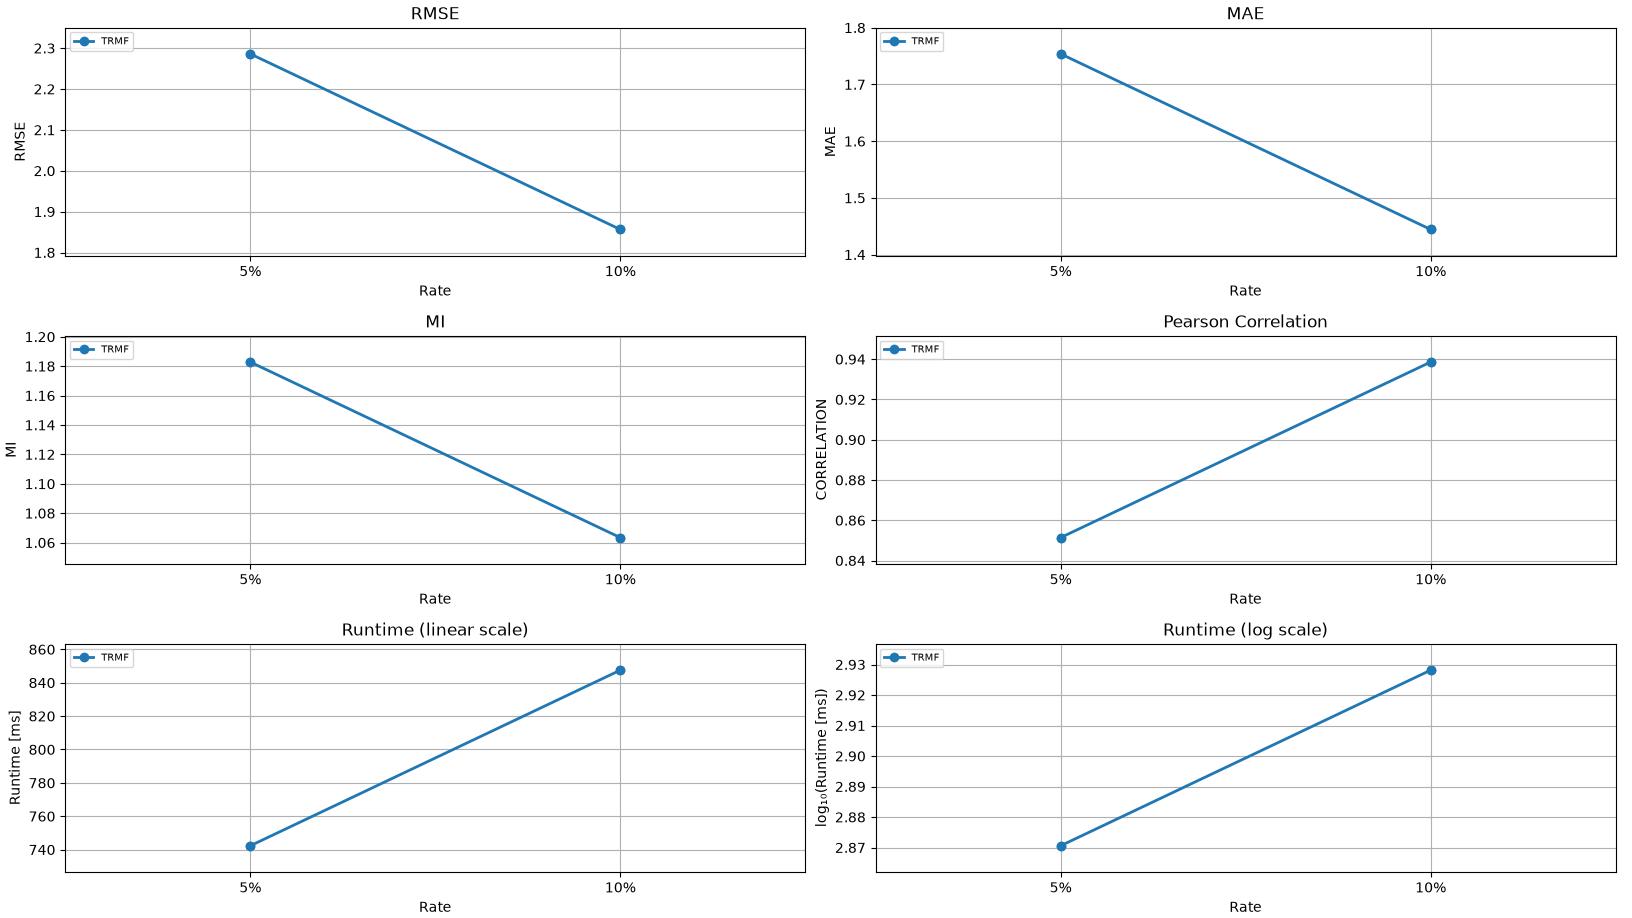 RMSE
TRMF
2.3
2.2
2.1
2.0
1.9
1.8
RMSE
5% 10%
Rate
MAE
TRMF
1.8
1.7
1.6
1.5
1.4
MAE
5% 10%
Rate
MI
TRMF
1.20
1.18
1.16
1.14
1.12
1.10
1.08
1.06
MI
5% 10%
Rate
Pearson Correlation
TRMF
0.94
0.92
0.90
0.88
0.86
0.84
CORRELATION
5% 10%
Rate
Runtime (linear scale)
TRMF
860
840
820
800
780
760
740
Runtime [ms]
5% 10%
Rate
Runtime (log scale)
TRMF
2.93
2.92
2.91
2.90
2.89
2.88
2.87
log₁₀(Runtime [ms])
5% 10%
Rate